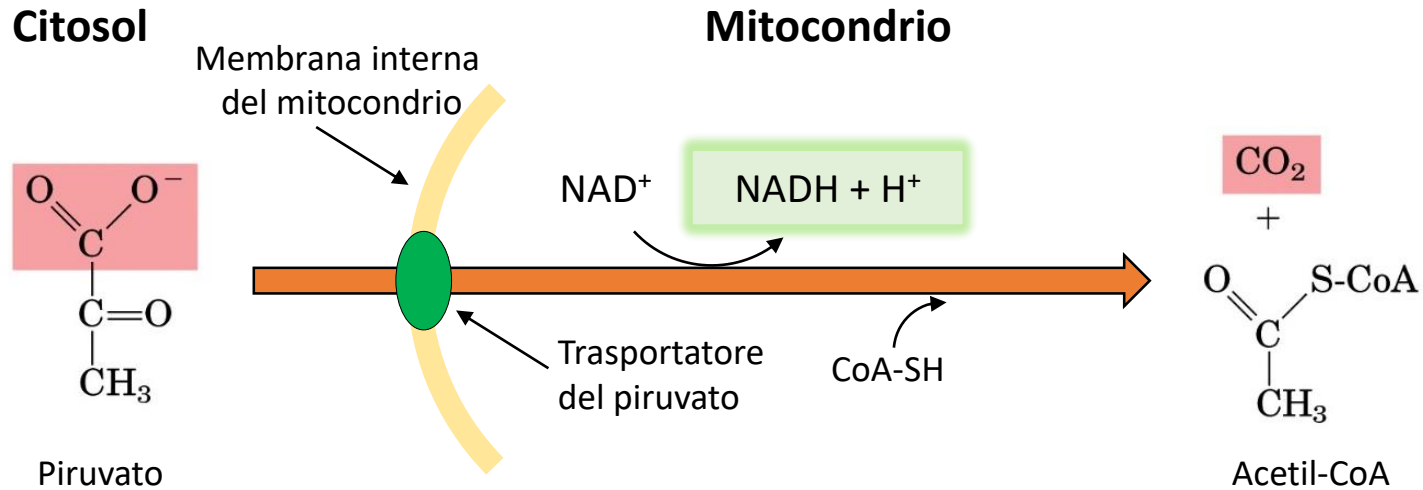 Citosol
Mitocondrio
Membrana interna
del mitocondrio
O
O⁻
C
C=O
CH₃
Piruvato
NAD⁺
NADH + H⁺
Trasportatore
del piruvato
CoA-SH
CO₂
+
O
S-CoA
C
CH₃
Acetil-CoA